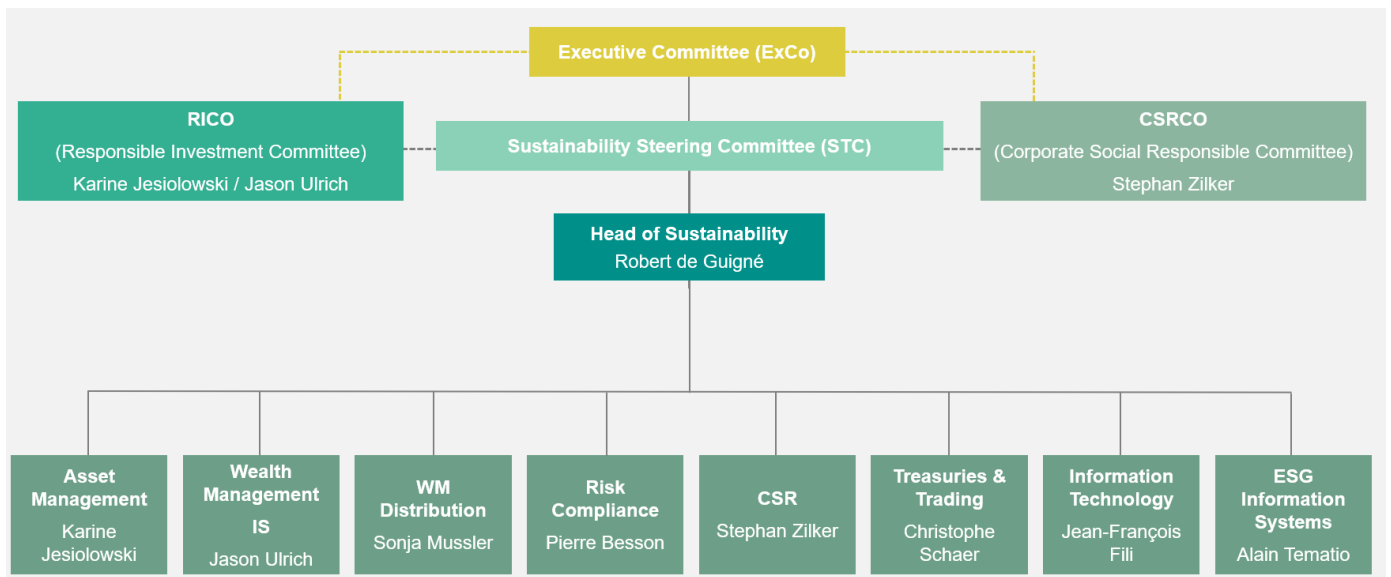 Executive Committee (ExCo)
RICO
(Responsible Investment Committee)
Karine Jesiolowski / Jason Ulrich
Sustainability Steering Committee (STC)
CSRCO
(Corporate Social Responsible Committee)
Stephan Zilker
Head of Sustainability
Robert de Guigné
Asset
Management
Karine
Jesiolowski
Wealth
Management
IS
Jason Ulrich
WM
Distribution
Sonja Mussler
Risk
Compliance
Pierre Besson
CSR
Stephan Zilker
Treasuries &
Trading
Christophe
Schaer
Information
Technology
Jean-François
Fili
ESG
Information
Systems
Alain Tematio